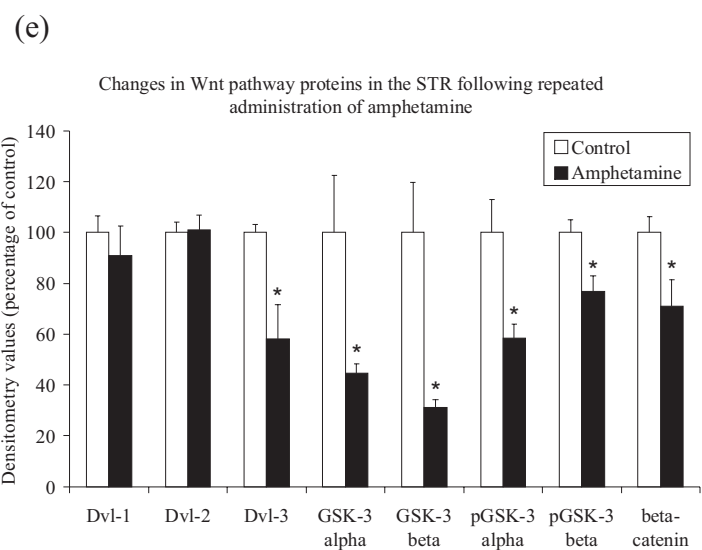 (e)
Changes in Wnt pathway proteins in the STR following repeated
administration of amphetamine
Densitometry values (percentage of control)
140
120
100
80
60
40
20
0
Control
Amphetamine
*
*
*
*
*
*
Dvl-1 Dvl-2 Dvl-3 GSK-3 GSK-3 pGSK-3 pGSK-3 beta-
alpha beta alpha beta catenin